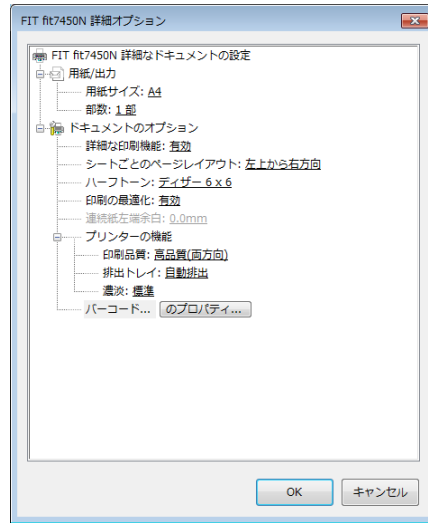 FIT fit7450N 詳細オプション
FIT fit7450N 詳細なドキュメントの設定
用紙/出力
用紙サイズ: A4
部数: 1 部
ドキュメントのオプション
詳細な印刷機能: 有効
シートごとのページレイアウト: 左上から右方向
ハーフトーン: ディザー 6 x 6
印刷の最適化: 有効
連続紙左端余白: 0.0mm
プリンターの機能
印刷品質: 高品質(両方向)
排出トレイ: 自動排出
濃淡: 標準
バーコード... のプロパティ...
OK キャンセル